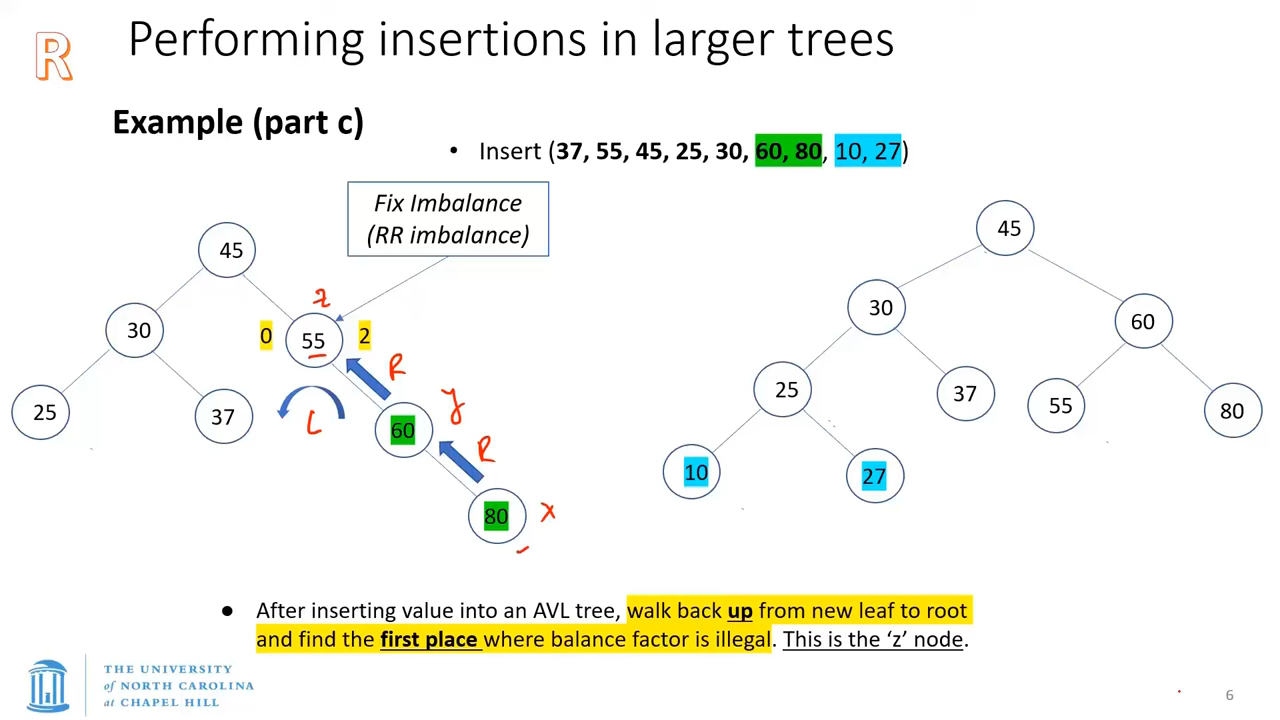 R
Performing insertions in larger trees
Example (part c)
• Insert (37, 55, 45, 25, 30, 60, 80, 10, 27)
Fix Imbalance
(RR imbalance)
45
z
30
0
55
2
R
25
37
L
60
y
R
80
x
45
30
60
25
37
55
80
10
27
● After inserting value into an AVL tree, walk back up from new leaf to root
and find the first place where balance factor is illegal. This is the ‘z’ node.
THE UNIVERSITY
of NORTH CAROLINA
at CHAPEL HILL
6